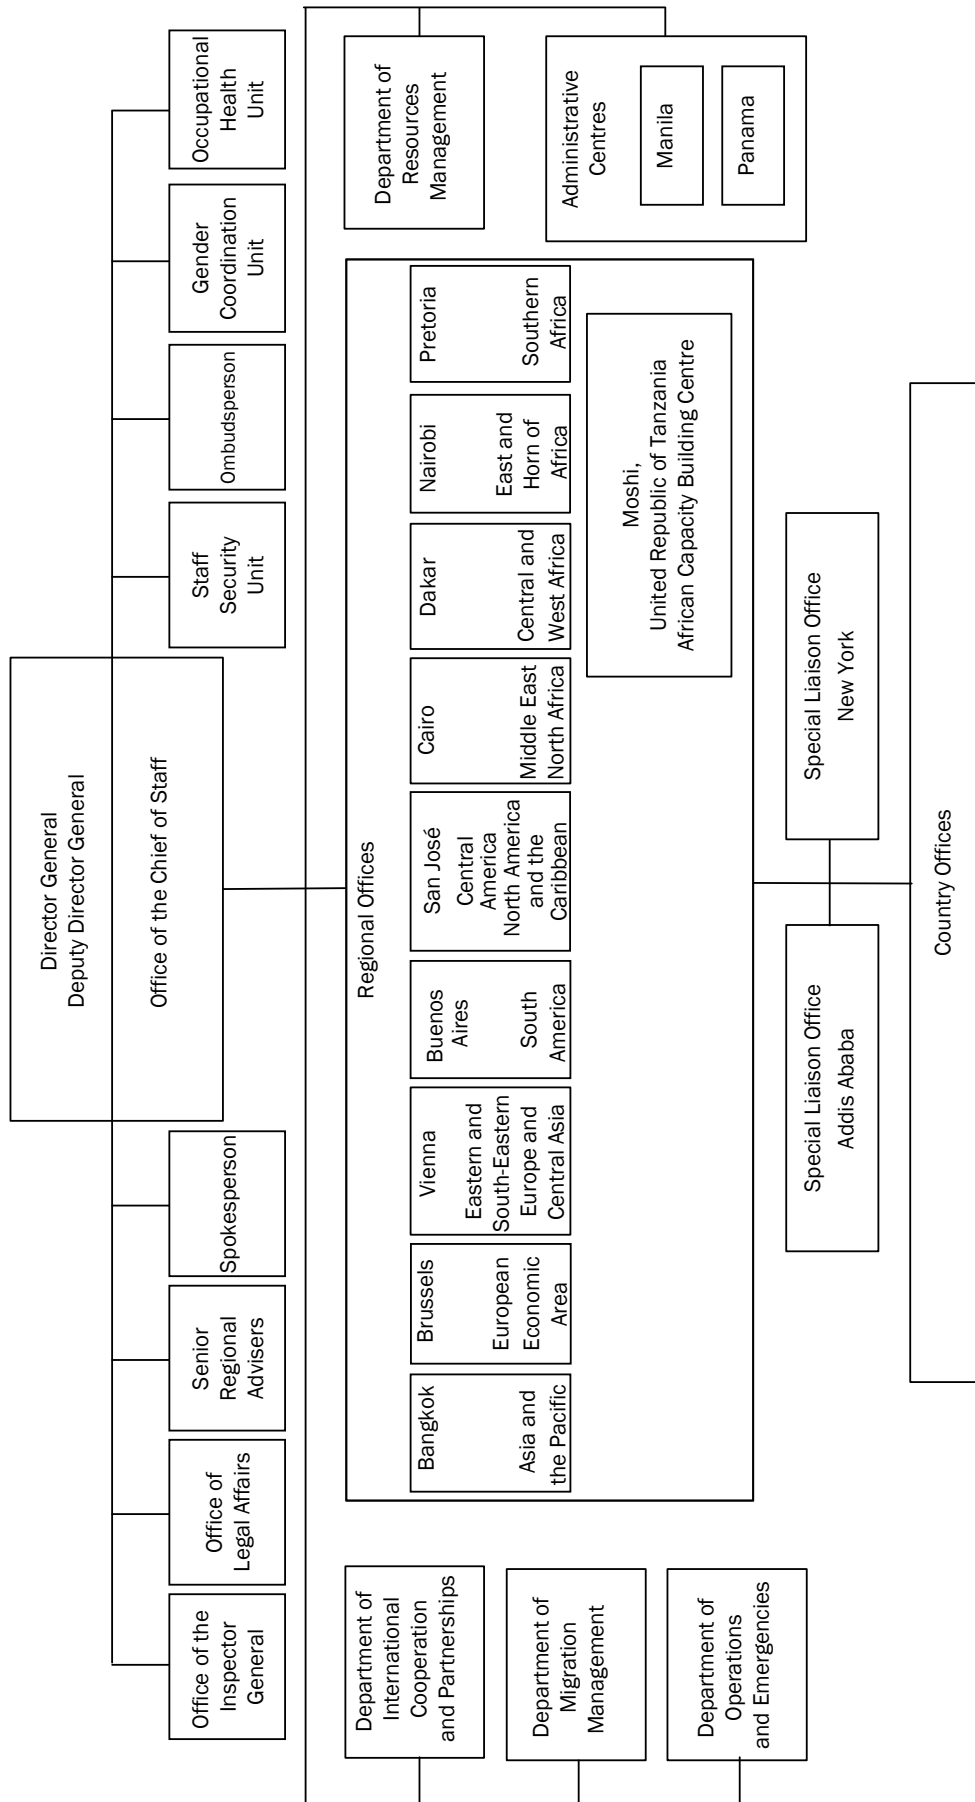 Director General
Deputy Director General
Office of the Chief of Staff
Office of the
Inspector
General
Office of
Legal Affairs
Senior
Regional
Advisers
Spokesperson
Staff
Security
Unit
Ombudsperson
Gender
Coordination
Unit
Occupational
Health
Unit
Department of
International
Cooperation
and Partnerships
Department of
Migration
Management
Department of
Operations
and Emergencies
Regional Offices
Bangkok
Asia and
the Pacific
Brussels
European
Economic
Area
Vienna
Eastern and
South-Eastern
Europe and
Central Asia
Buenos
Aires
South
America
San José
Central
America
North America
and the
Caribbean
Cairo
Middle East
North Africa
Dakar
Central and
West Africa
Nairobi
East and
Horn of
Africa
Pretoria
Southern
Africa
Moshi,
United Republic of Tanzania
African Capacity Building Centre
Department of
Resources
Management
Administrative
Centres
Manila
Panama
Special Liaison Office
Addis Ababa
Special Liaison Office
New York
Country Offices